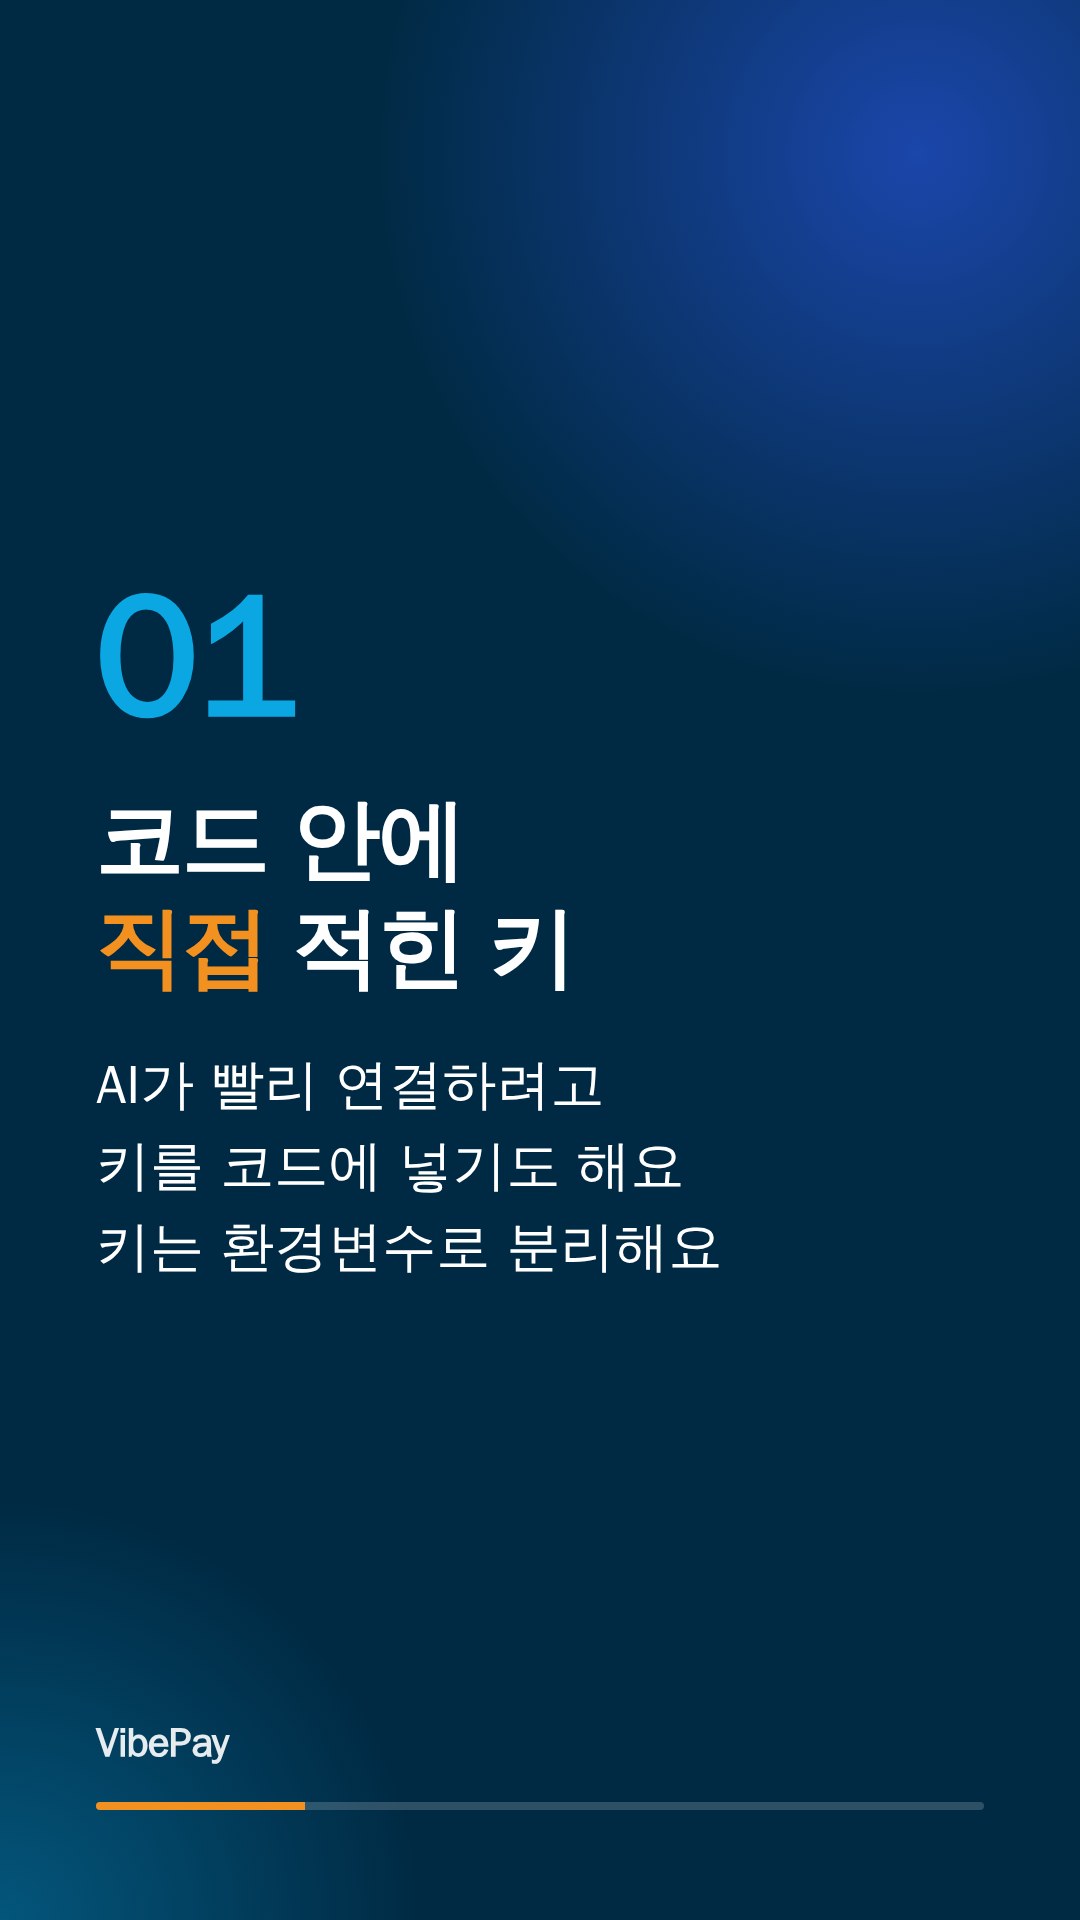 01
코드 안에
직접 적힌 키
AI가 빨리 연결하려고
키를 코드에 넣기도 해요
키는 환경변수로 분리해요
VibePay